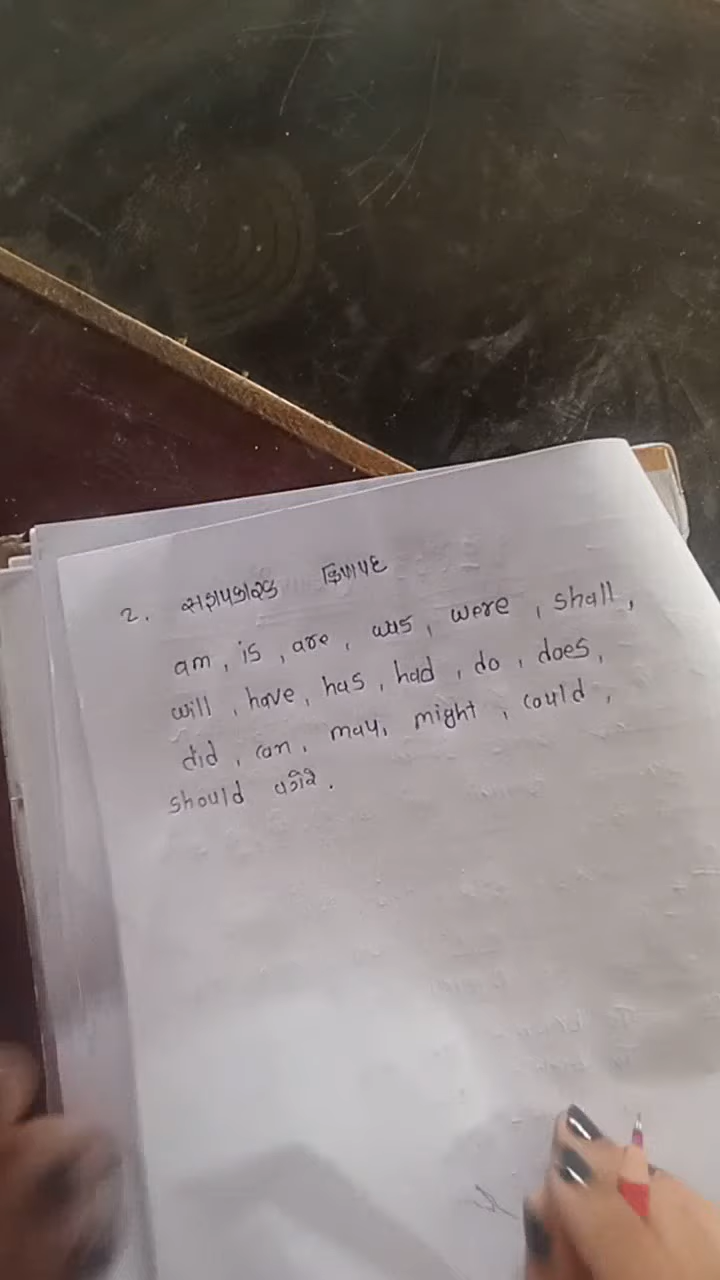 2. સહાયકારક ક્રિયાપદ
am, is, are, was, were, shall,
will, have, has, had, do, does,
did, can, may, might, could,
should વગેરે.